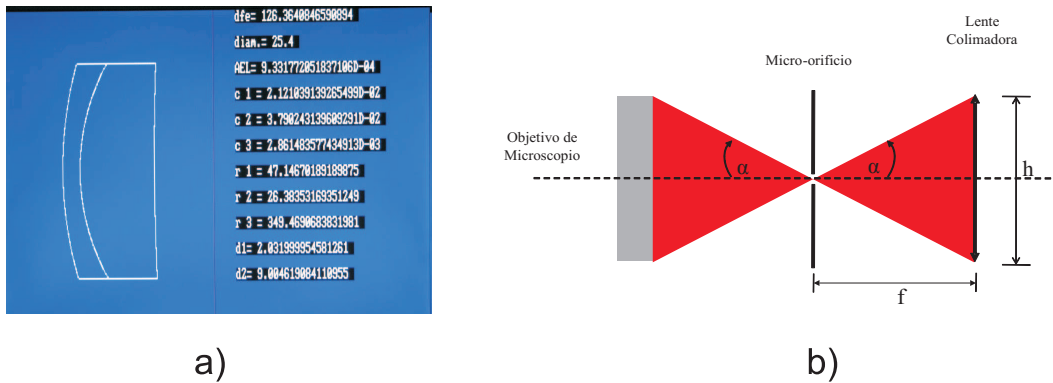 dfe= 126.3640846590894
diam.= 25.4
AEL= 9.331772051837106D-04
c 1 = 2.121039139265499D-02
c 2 = 3.790243139609291D-02
c 3 = 2.861483577434913D-03
r 1 = 47.14670189189875
r 2 = 26.38353169351249
r 3 = 349.4690683831981
d1= 2.031999954581261
d2= 9.004619084110955
a)
Lente
Colimadora
Micro-orificio
Objetivo de
Microscopio
α
α
h
f
b)